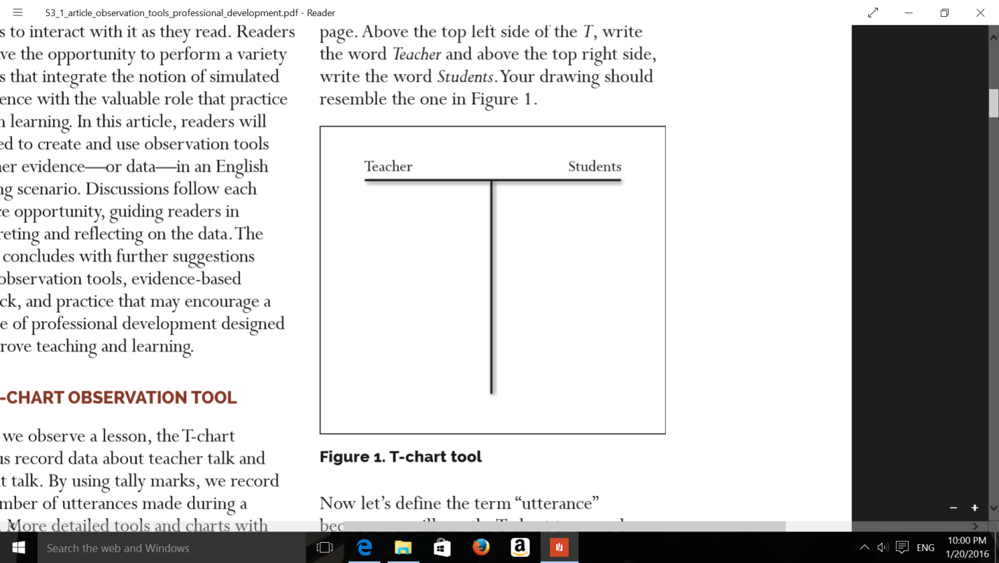 53_1_article_observation_tools_professional_development.pdf - Reader
s to interact with it as they read. Readers
ve the opportunity to perform a variety
s that integrate the notion of simulated
ence with the valuable role that practice
n learning. In this article, readers will
ed to create and use observation tools
her evidence—or data—in an English
ng scenario. Discussions follow each
ce opportunity, guiding readers in
reting and reflecting on the data. The
concludes with further suggestions
observation tools, evidence-based
ck, and practice that may encourage a
e of professional development designed
rove teaching and learning.
-CHART OBSERVATION TOOL
we observe a lesson, the T-chart
us record data about teacher talk and
t talk. By using tally marks, we record
mber of utterances made during a
More detailed tools and charts with
page. Above the top left side of the T, write
the word Teacher and above the top right side,
write the word Students. Your drawing should
resemble the one in Figure 1.
Teacher Students
Figure 1. T-chart tool
Now let's define the term “utterance”
Search the web and Windows
ENG
10:00 PM
1/20/2016